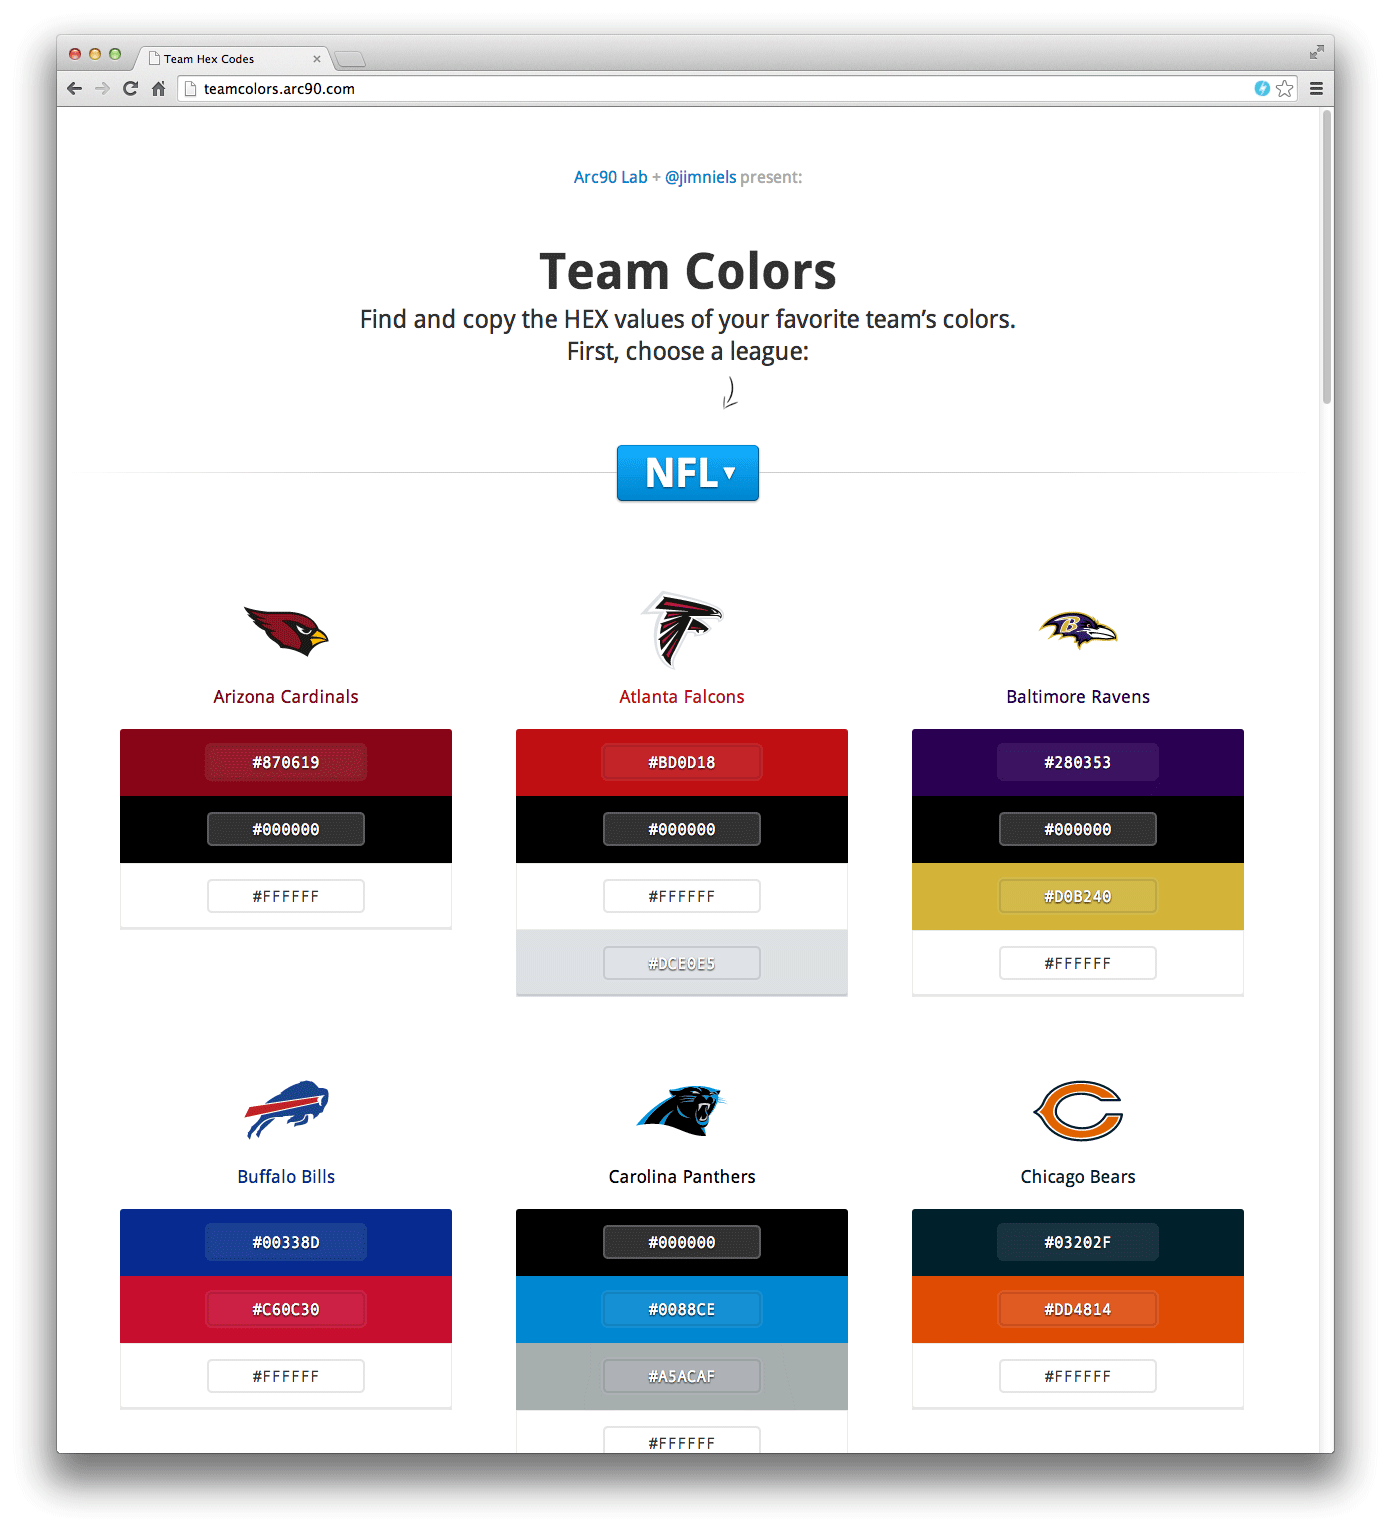 Team Hex Codes
teamcolors.arc90.com
Arc90 Lab + @jimniels present:
Team Colors
Find and copy the HEX values of your favorite team’s colors.
First, choose a league:
NFL
Arizona Cardinals
#870619
#000000
#FFFFFF
Atlanta Falcons
#BD0D18
#000000
#FFFFFF
#DCE0E5
B
Baltimore Ravens
#280353
#000000
#D0B240
#FFFFFF
Buffalo Bills
#00338D
#C60C30
#FFFFFF
Carolina Panthers
#000000
#0088CE
#A5ACAF
#FFFFFF
C
Chicago Bears
#03202F
#DD4814
#FFFFFF